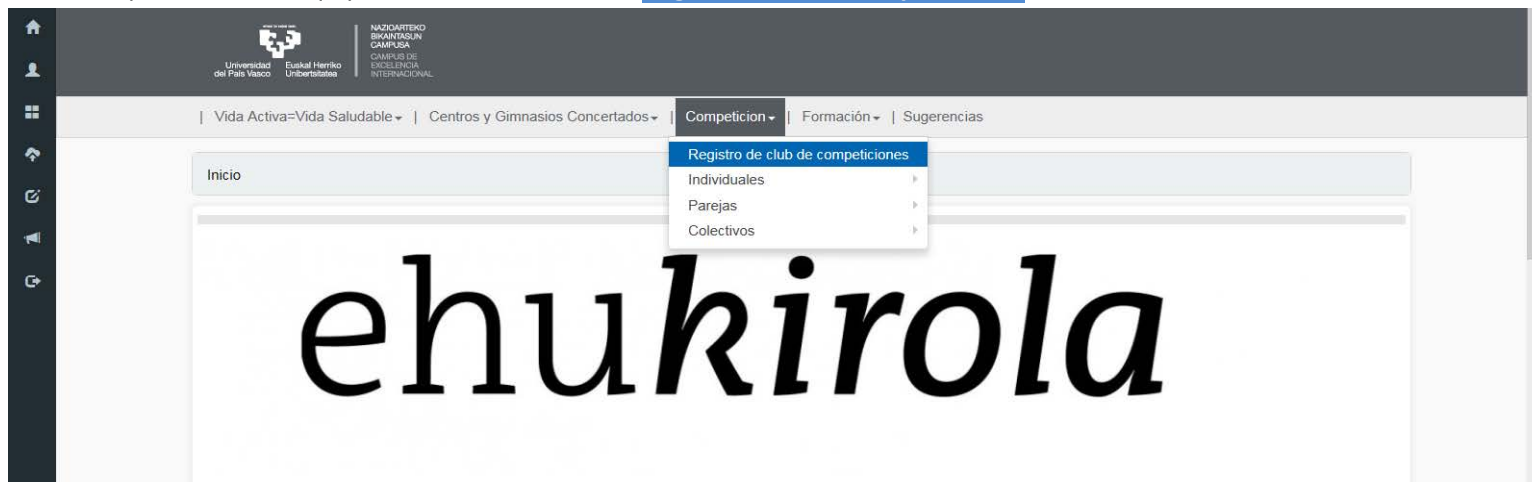 NAZIOARTEKO
BIKAINTASUN
CAMPUSA
CAMPUS DE
EXCELENCIA
INTERNACIONAL
Universidad del País Vasco
Euskal Herriko Unibertsitatea
| Vida Activa=Vida Saludable | Centros y Gimnasios Concertados | Competicion | Formación | Sugerencias
Registro de club de competiciones
Inicio
Individuales
Parejas
Colectivos
ehukirola